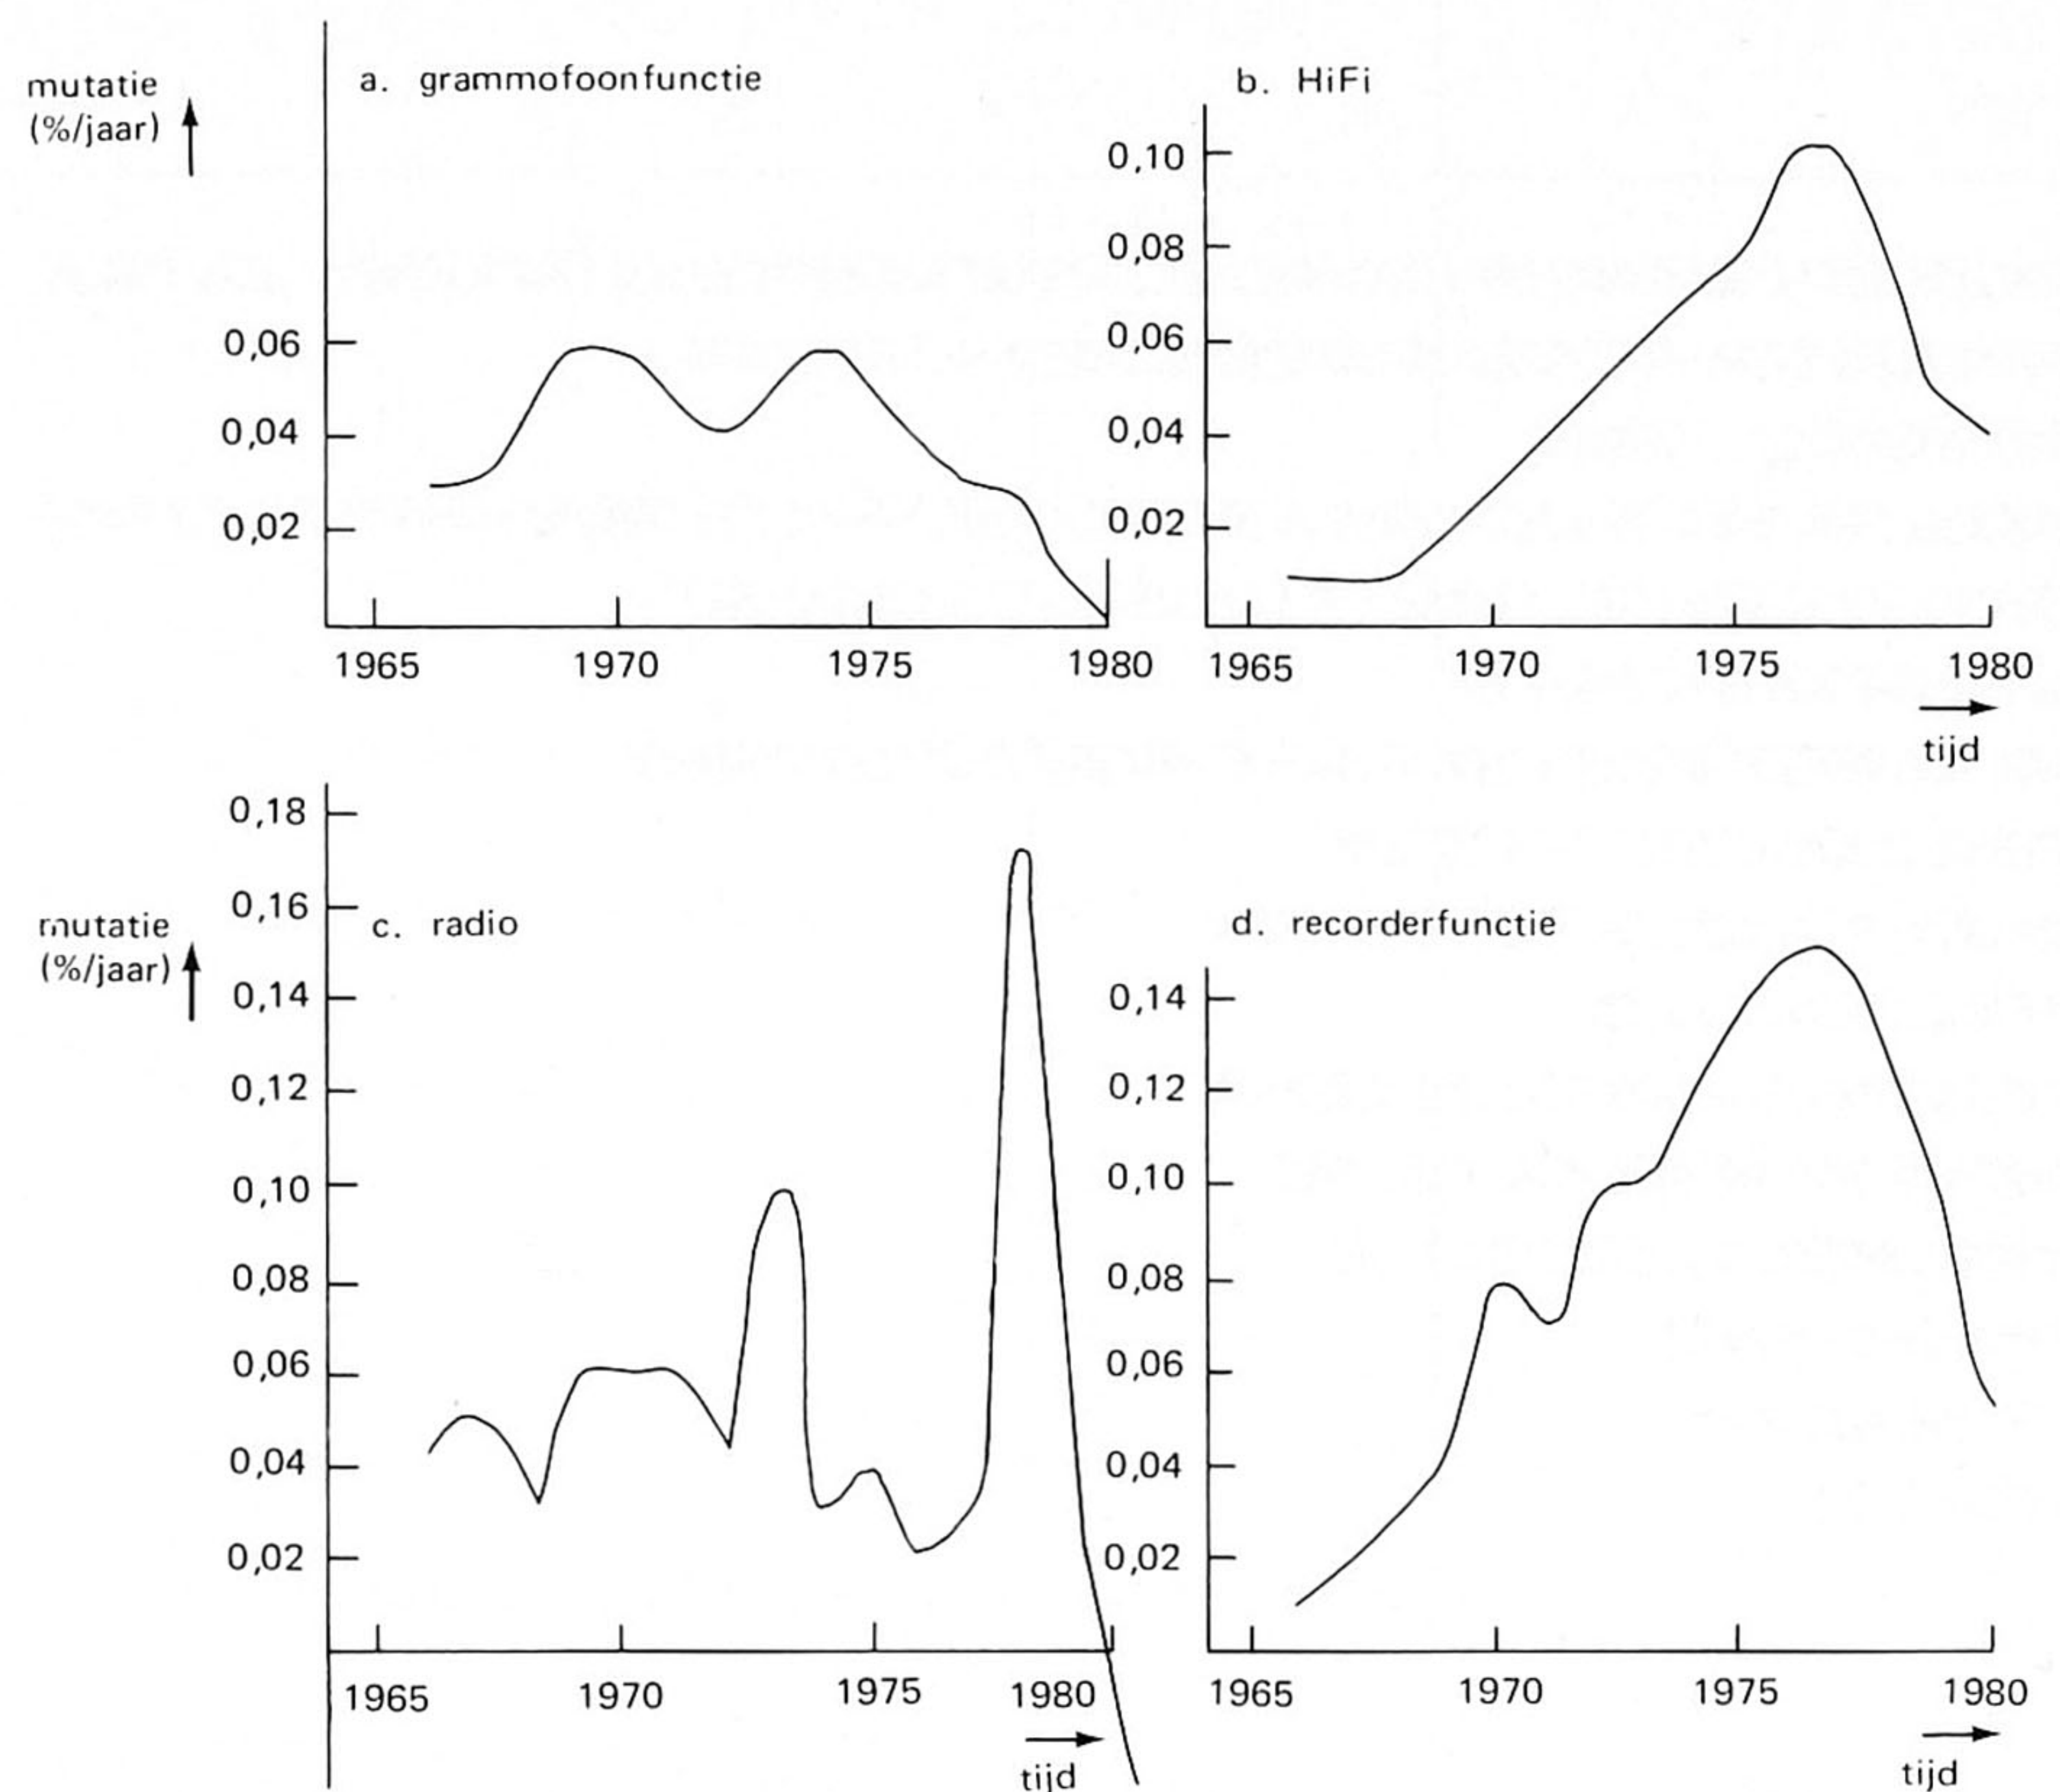 mutatie
(%/jaar)
a. grammofoonfunctie
0,06
0,04
0,02
1965 1970 1975 1980
b. HiFi
0,10
0,08
0,06
0,04
0,02
1965 1970 1975 1980
tijd
mutatie
(%/jaar)
c. radio
0,18
0,16
0,14
0,12
0,10
0,08
0,06
0,04
0,02
1965 1970 1975 1980
tijd
d. recorderfunctie
0,14
0,12
0,10
0,08
0,06
0,04
0,02
1965 1970 1975 1980
tijd